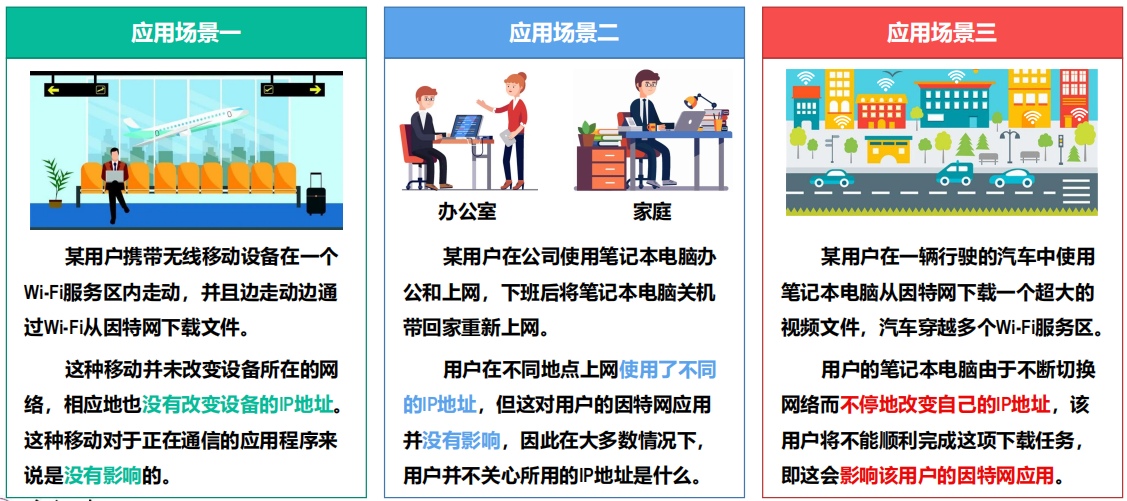 应用场景一
某用户携带无线移动设备在一个
Wi-Fi服务区内走动，并且边走动边通
过Wi-Fi从因特网下载文件。
这种移动并未改变设备所在的网
络，相应地也没有改变设备的IP地址。
这种移动对于正在通信的应用程序来
说是没有影响的。
应用场景二
办公室
家庭
某用户在公司使用笔记本电脑办
公和上网，下班后将笔记本电脑关机
带回家重新上网。
用户在不同地点上网使用了不同
的IP地址，但这对用户的因特网应用
并没有影响，因此在大多数情况下，
用户并不关心所用的IP地址是什么。
应用场景三
某用户在一辆行驶的汽车中使用
笔记本电脑从因特网下载一个超大的
视频文件，汽车穿越多个Wi-Fi服务区。
用户的笔记本电脑由于不断切换
网络而不停地改变自己的IP地址，该
用户将不能顺利完成这项下载任务，
即这会影响该用户的因特网应用。